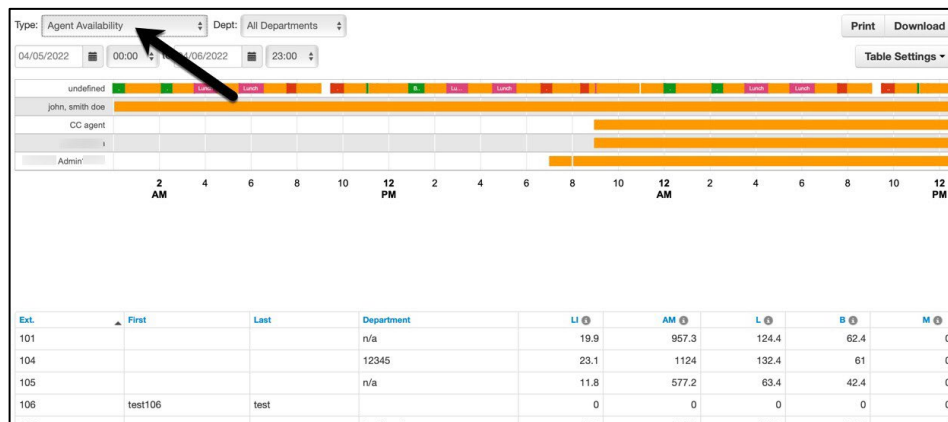 Type: Agent Availability Dept: All Departments Print Download
04/05/2022 00:00 /06/2022 23:00 Table Settings
undefined Lunch Lunch B.. Lu... Lunch Lunch Lunch
john, smith doe
CC agent
Admin'
2 4 6 8 10 12 2 4 6 8 10 12 2 4 6 8 10 12
AM PM AM PM
Ext. First Last Department LI AM L B M
101 n/a 19.9 957.3 124.4 62.4
104 12345 23.1 1124 132.4 61
105 n/a 11.8 577.2 63.4 42.4
106 test106 test 0 0 0 0